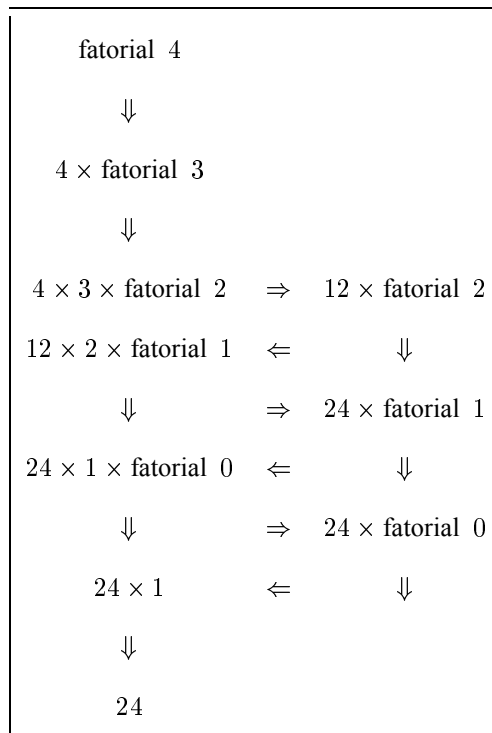 fatorial 4
⇓
4 × fatorial 3
⇓
4 × 3 × fatorial 2 ⇒ 12 × fatorial 2
12 × 2 × fatorial 1 ⇐ ⇓
⇓ ⇒ 24 × fatorial 1
24 × 1 × fatorial 0 ⇐ ⇓
⇓ ⇒ 24 × fatorial 0
24 × 1 ⇐ ⇓
⇓
24